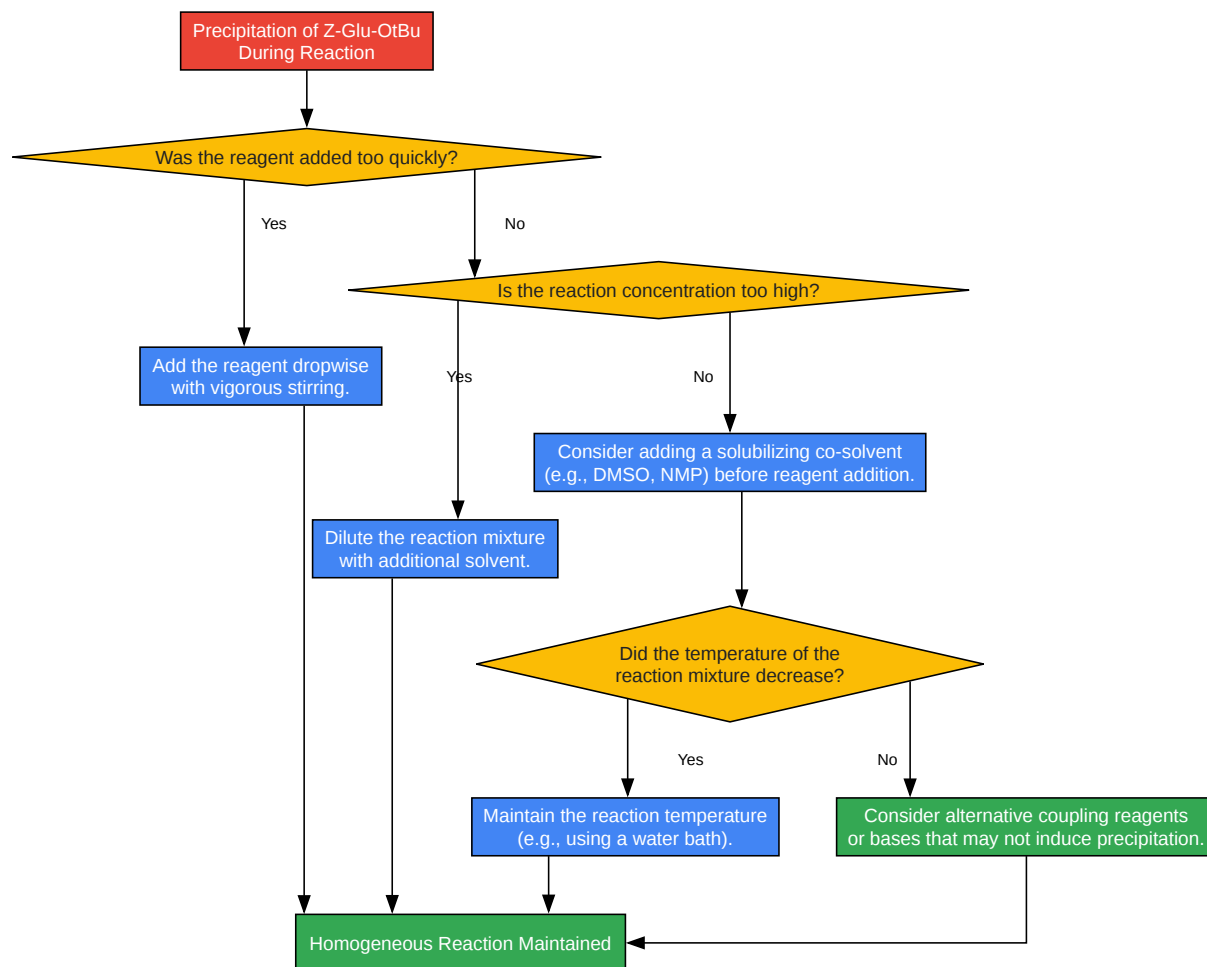 Precipitation of Z-Glu-OtBu
During Reaction
Was the reagent added too quickly?
Yes
No
Is the reaction concentration too high?
Add the reagent dropwise
with vigorous stirring.
Yes
No
Consider adding a solubilizing co-solvent
(e.g., DMSO, NMP) before reagent addition.
Dilute the reaction mixture
with additional solvent.
Did the temperature of the
reaction mixture decrease?
Yes
No
Maintain the reaction temperature
(e.g., using a water bath).
Consider alternative coupling reagents
or bases that may not induce precipitation.
Homogeneous Reaction Maintained